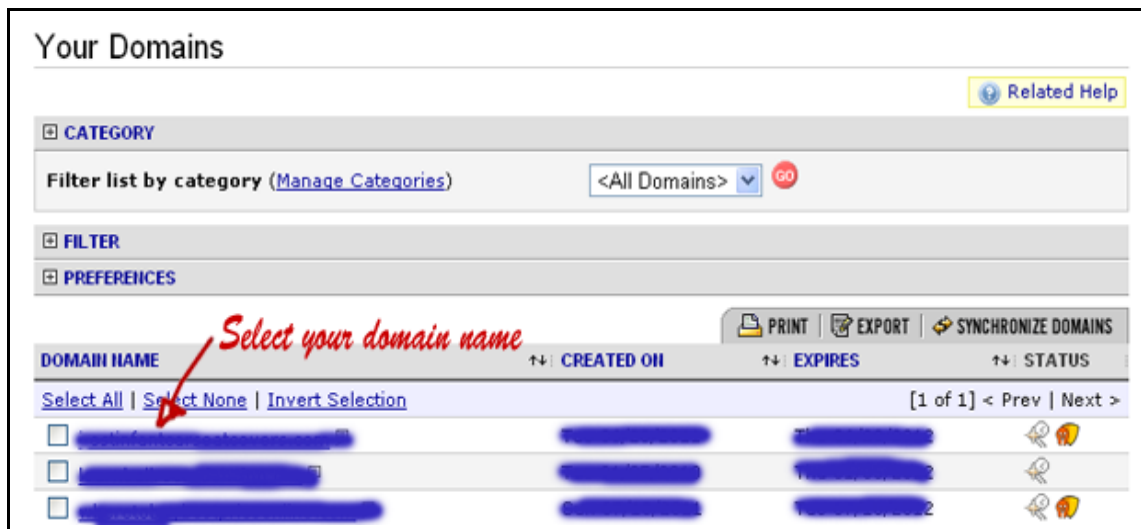 Your Domains
Related Help
CATEGORY
Filter list by category (Manage Categories) <All Domains> GO
FILTER
PREFERENCES
Select your domain name
PRINT | EXPORT | SYNCHRONIZE DOMAINS
DOMAIN NAME CREATED ON EXPIRES STATUS
Select All | Select None | Invert Selection [1 of 1] < Prev | Next >